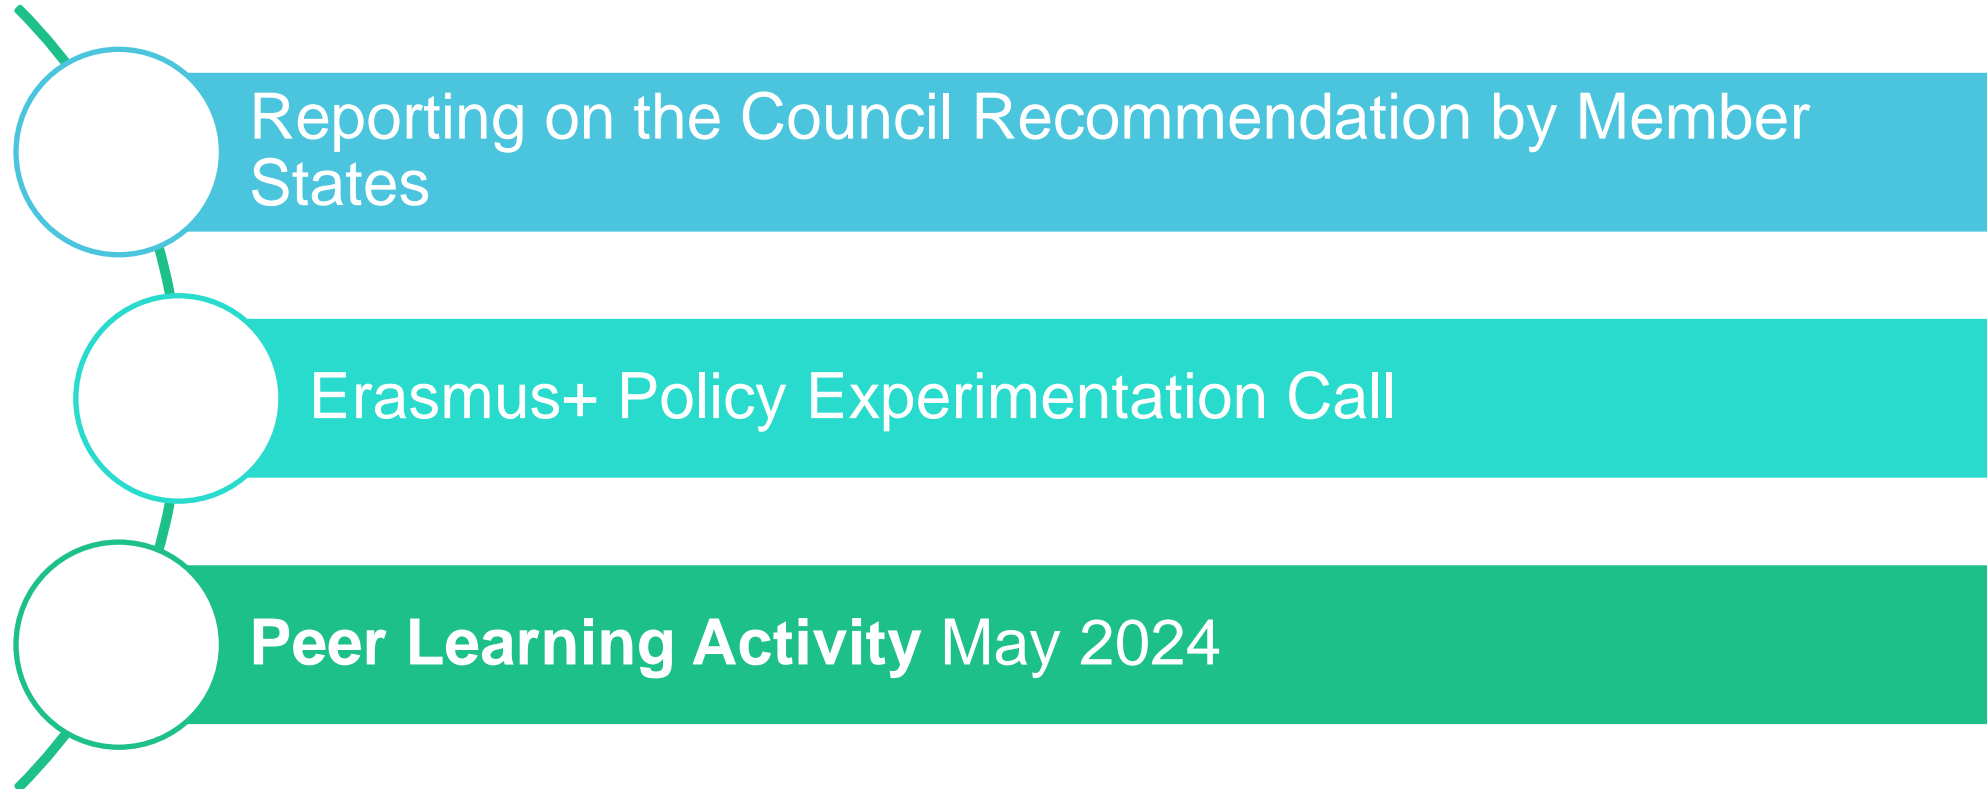 Reporting on the Council Recommendation by Member
States
Erasmus+ Policy Experimentation Call
Peer Learning Activity May 2024